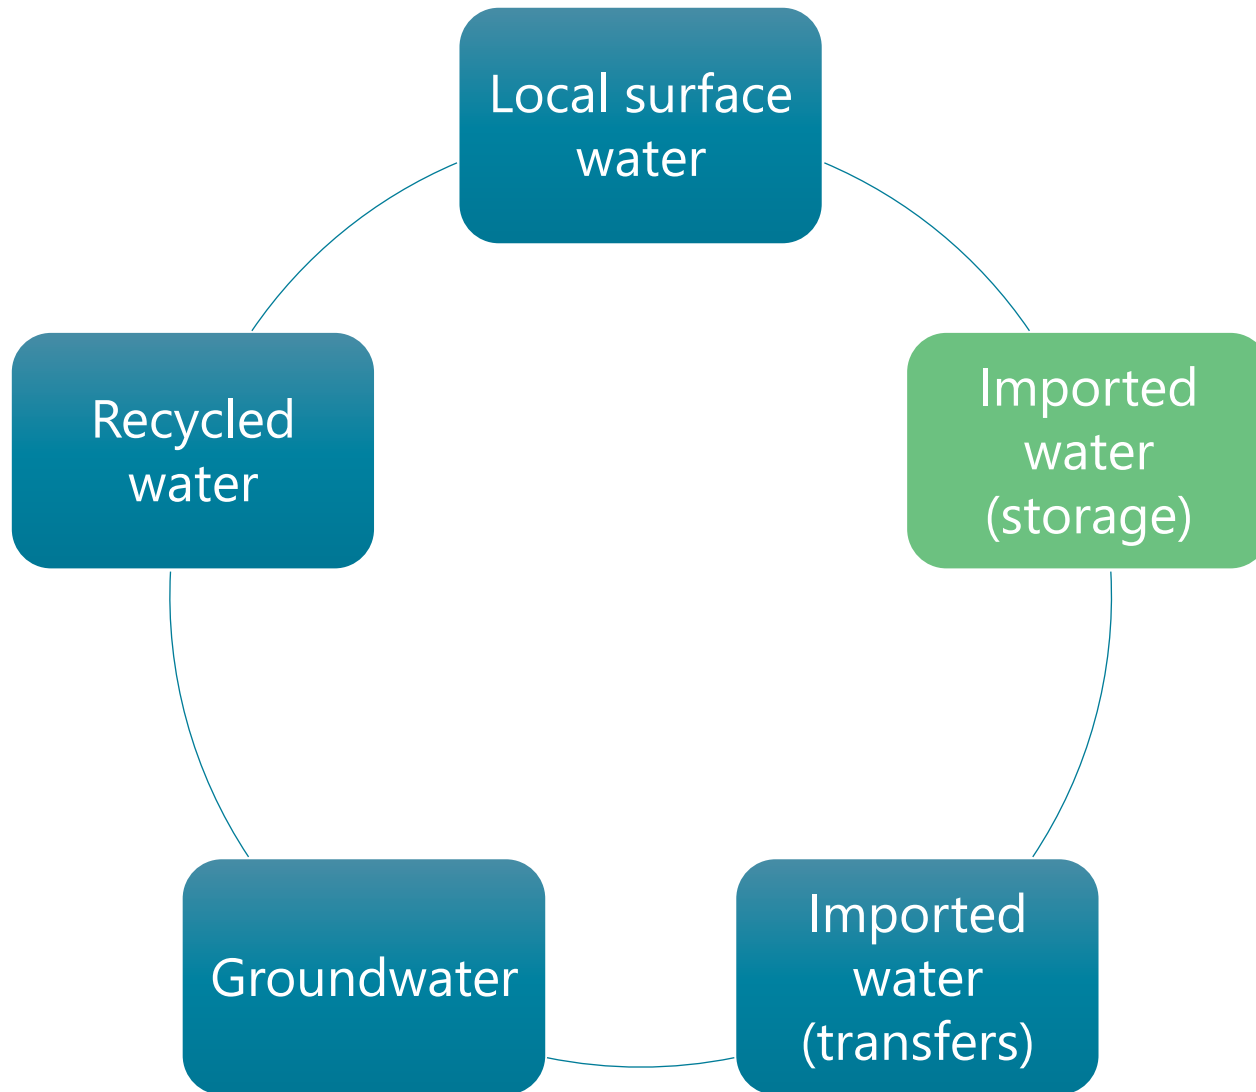 Local surface
water
Imported
water
(storage)
Imported
water
(transfers)
Groundwater
Recycled
water